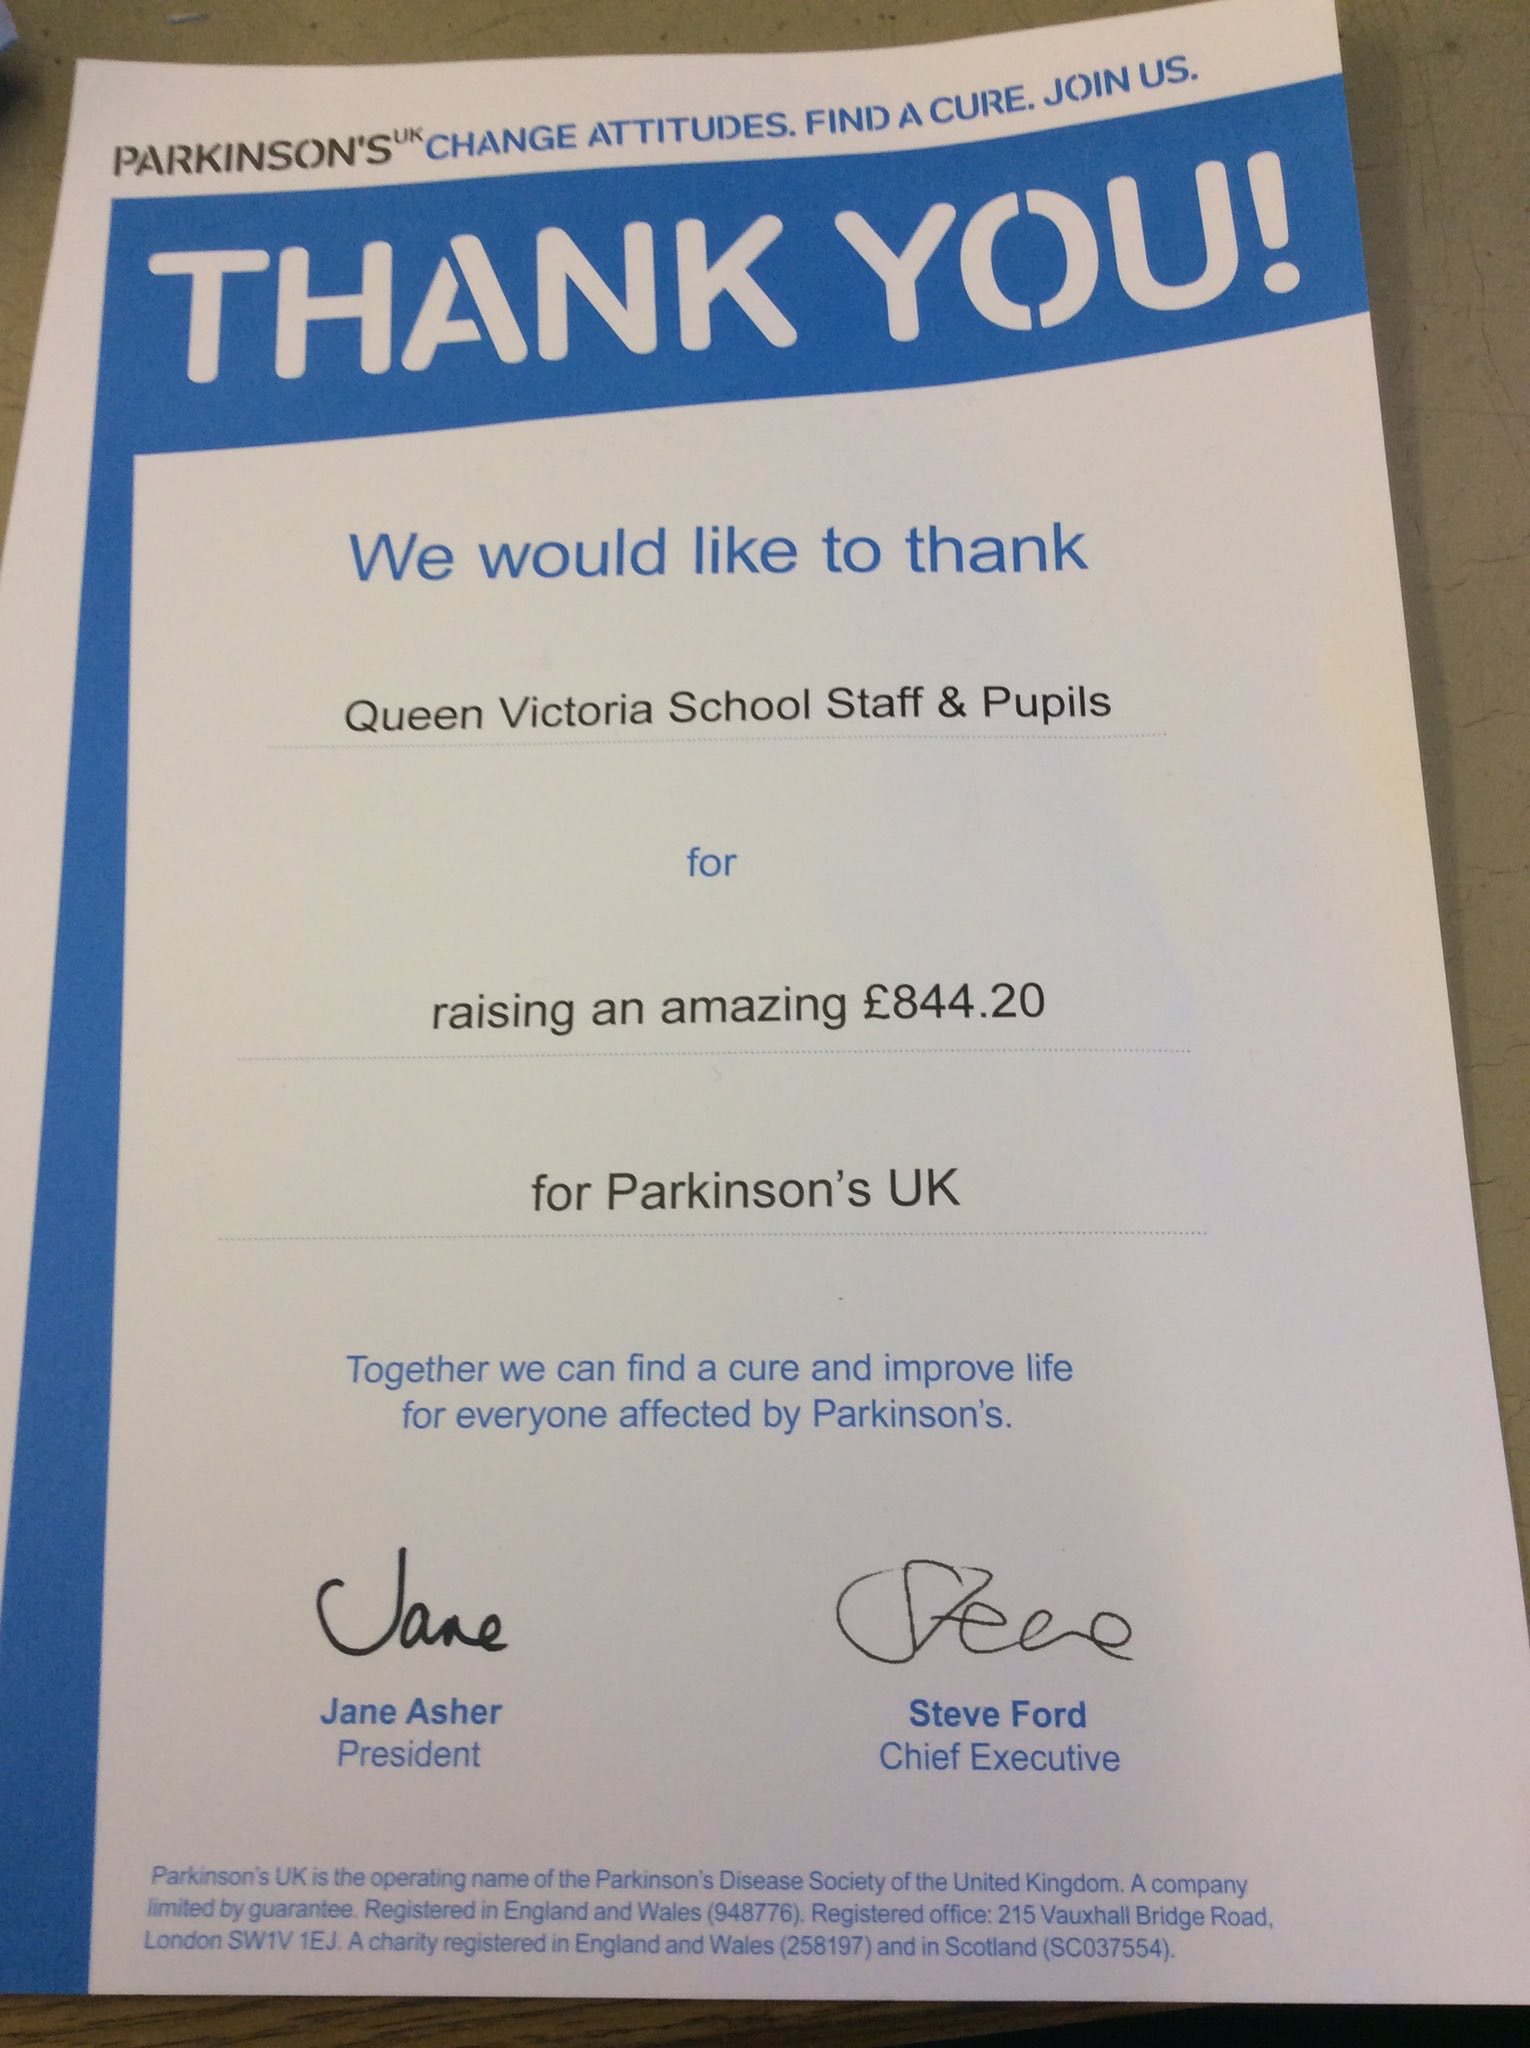 PARKINSON'S UK CHANGE ATTITUDES. FIND A CURE. JOIN US.
THANK YOU!
We would like to thank
Queen Victoria School Staff & Pupils
for
raising an amazing £844.20
for Parkinson's UK
Together we can find a cure and improve life
for everyone affected by Parkinson's.
Jane Steve
Jane Asher Steve Ford
President Chief Executive
Parkinson's UK is the operating name of the Parkinson's Disease Society of the United Kingdom. A company
limited by guarantee. Registered in England and Wales (948776). Registered office: 215 Vauxhall Bridge Road,
London SW1V 1EJ. A charity registered in England and Wales (258197) and in Scotland (SC037554).